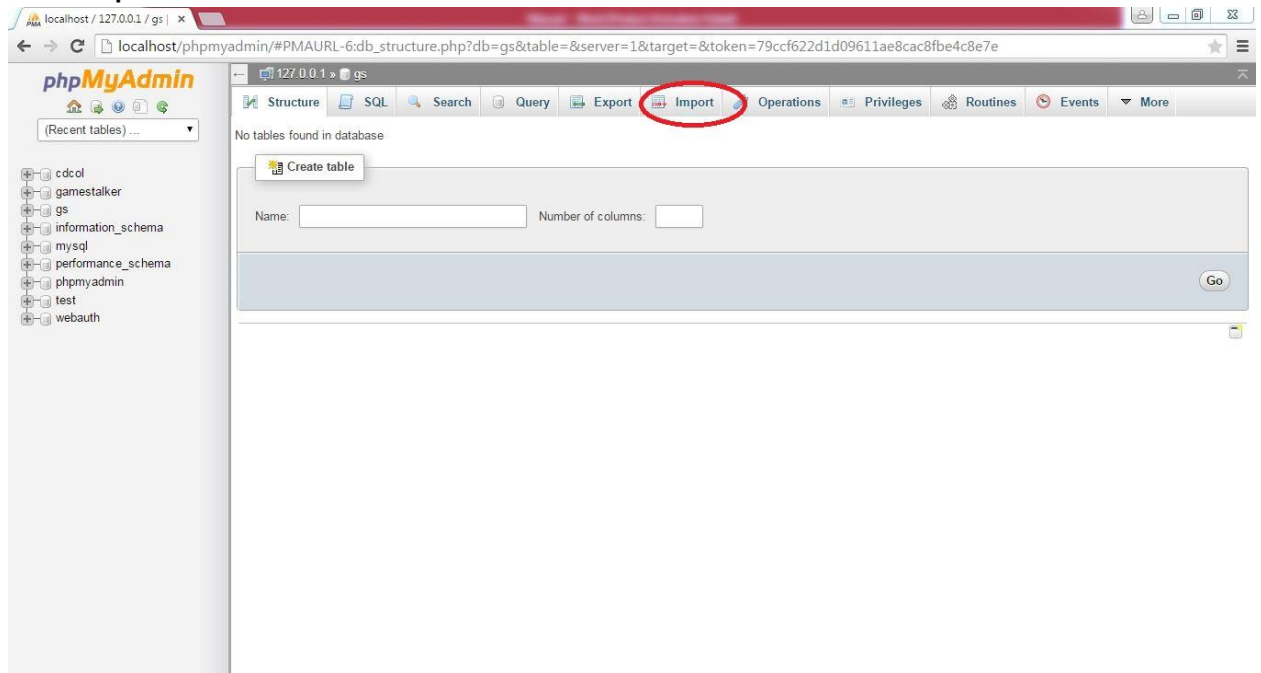 localhost / 127.0.0.1 / gs |
localhost/phpmyadmin/#PMAURL-6:db_structure.php?db=gs&table=&server=1&target=&token=79ccf622d1d09611ae8cac8fbe4c8e7e
phpMyAdmin
(Recent tables) ...
cdcol
gamestalker
gs
information_schema
mysql
performance_schema
phpmyadmin
test
webauth
127.0.0.1 » gs
Structure SQL Search Query Export Import Operations Privileges Routines Events More
No tables found in database
Create table
Name: Number of columns:
Go